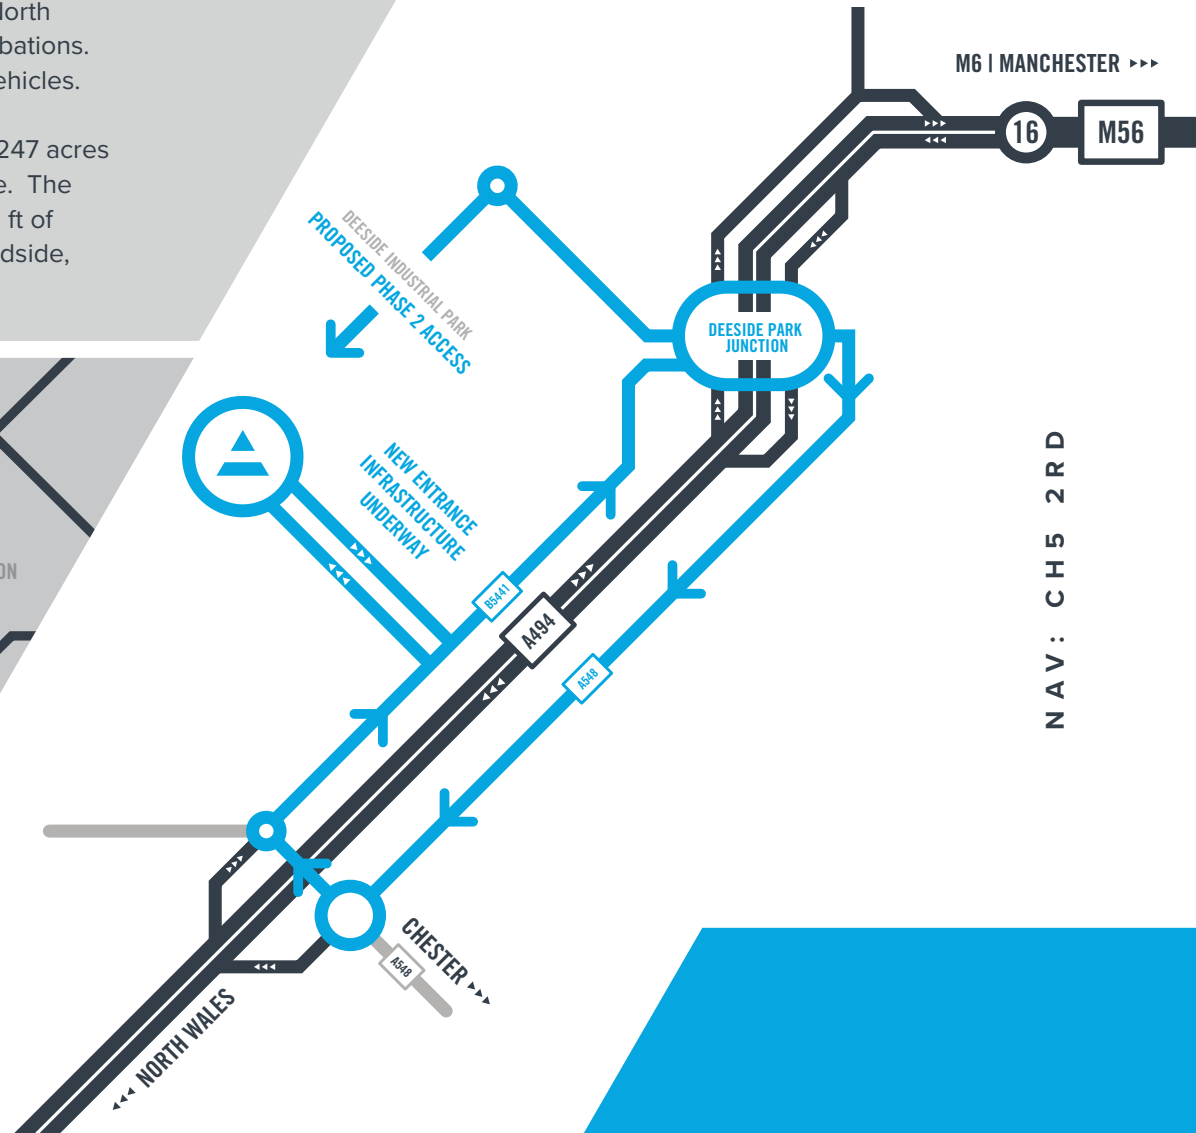 bations.
ehicles.
247 acres
e. The
ft of
dside,
M6 | MANCHESTER
16
M56
DEESIDE INDUSTRIAL PARK
PROPOSED PHASE 2 ACCESS
DEESIDE PARK
JUNCTION
NEW ENTRANCE
INFRASTRUCTURE
UNDERWAY
B5441
A494
A548
NAV: CH5 2RD
ON
CHESTER
A548
NORTH WALES